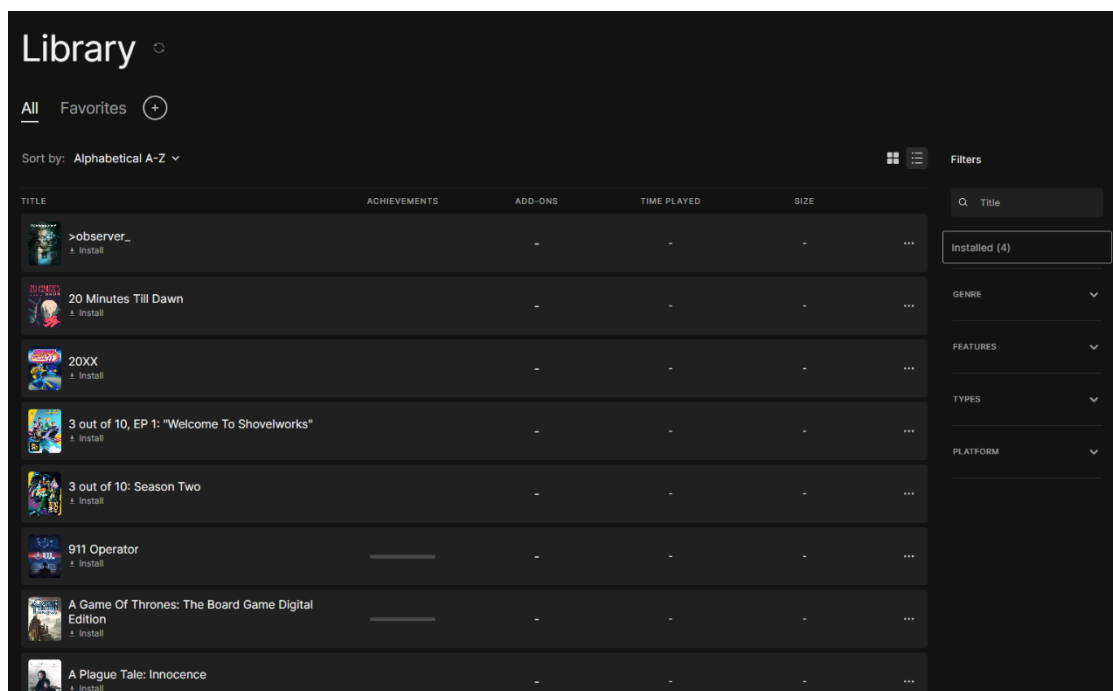 Library
All Favorites
Sort by: Alphabetical A-Z
Filters
TITLE ACHIEVEMENTS ADD-ONS TIME PLAYED SIZE
Title
>observer_
Install
- - -
Installed (4)
20 Minutes Till Dawn
Install
- - -
GENRE
20XX
Install
- - -
FEATURES
3 out of 10, EP 1: "Welcome To Shovelworks"
Install
- - -
TYPES
PLATFORM
3 out of 10: Season Two
Install
- - -
911 Operator
Install
- - -
A Game Of Thrones: The Board Game Digital
Edition
Install
- - -
A Plague Tale: Innocence
Install
- - -